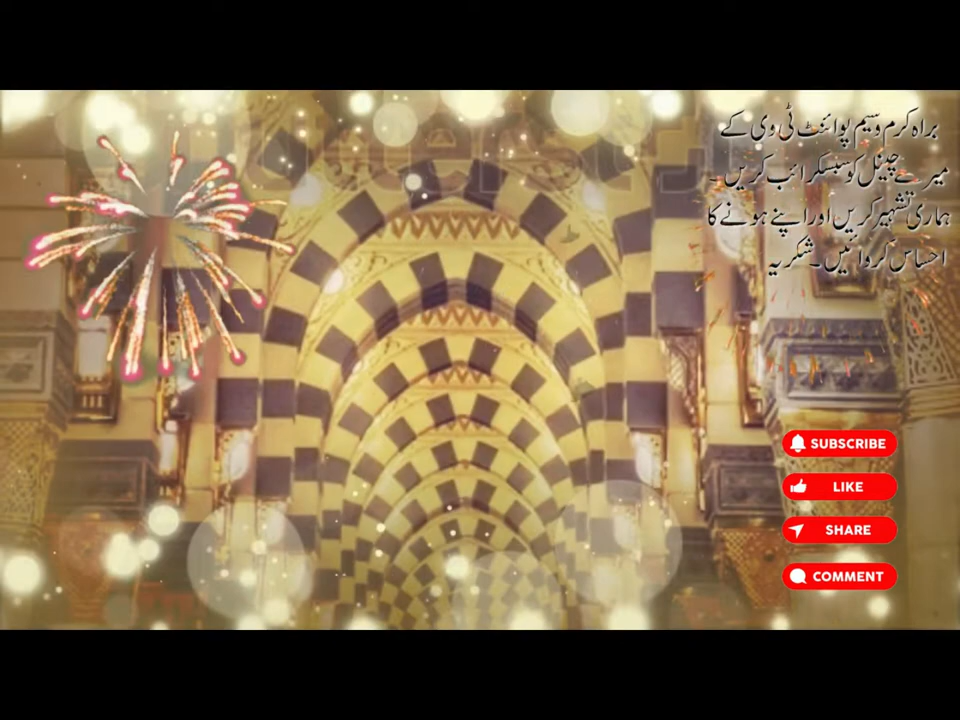 براہ کرم وسیم پوائنٹ ٹی وی کے
میرے چینل کو سبسکرائب کریں ۔
ہماری تشہیر کریں اور اپنے ہونے کا
احساس کروائیں ۔ شکریہ
SUBSCRIBE
LIKE
SHARE
COMMENT